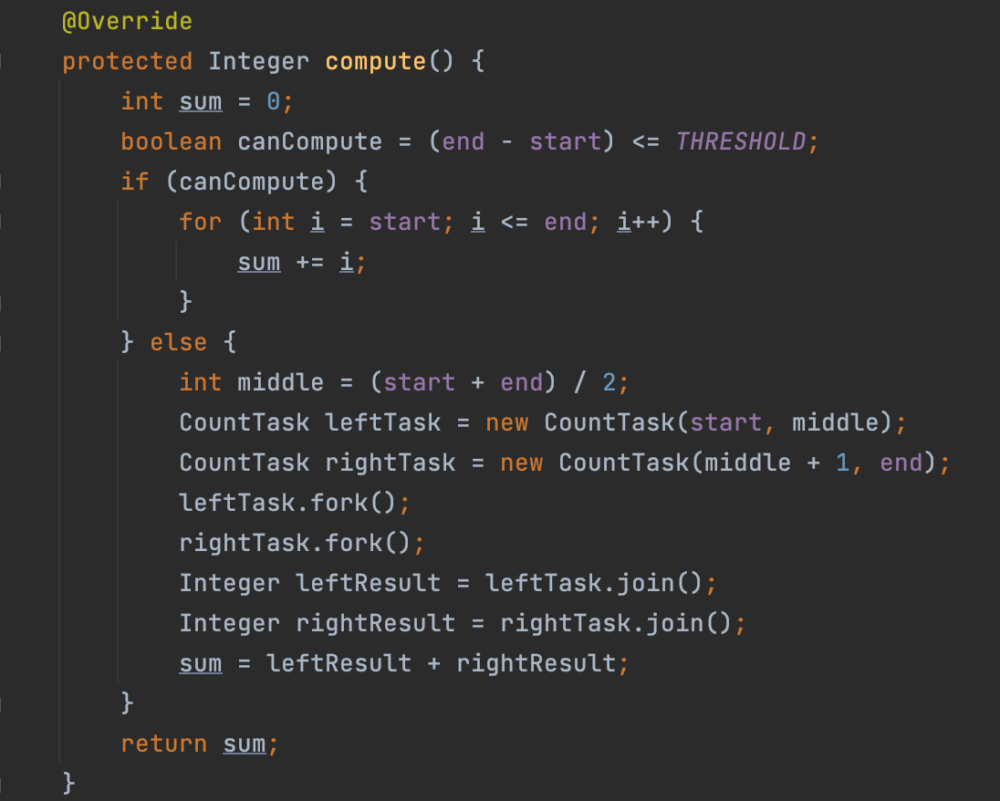 @Override
protected Integer compute() {
    int sum = 0;
    boolean canCompute = (end - start) <= THRESHOLD;
    if (canCompute) {
        for (int i = start; i <= end; i++) {
            sum += i;
        }
    } else {
        int middle = (start + end) / 2;
        CountTask leftTask = new CountTask(start, middle);
        CountTask rightTask = new CountTask(middle + 1, end);
        leftTask.fork();
        rightTask.fork();
        Integer leftResult = leftTask.join();
        Integer rightResult = rightTask.join();
        sum = leftResult + rightResult;
    }
    return sum;
}